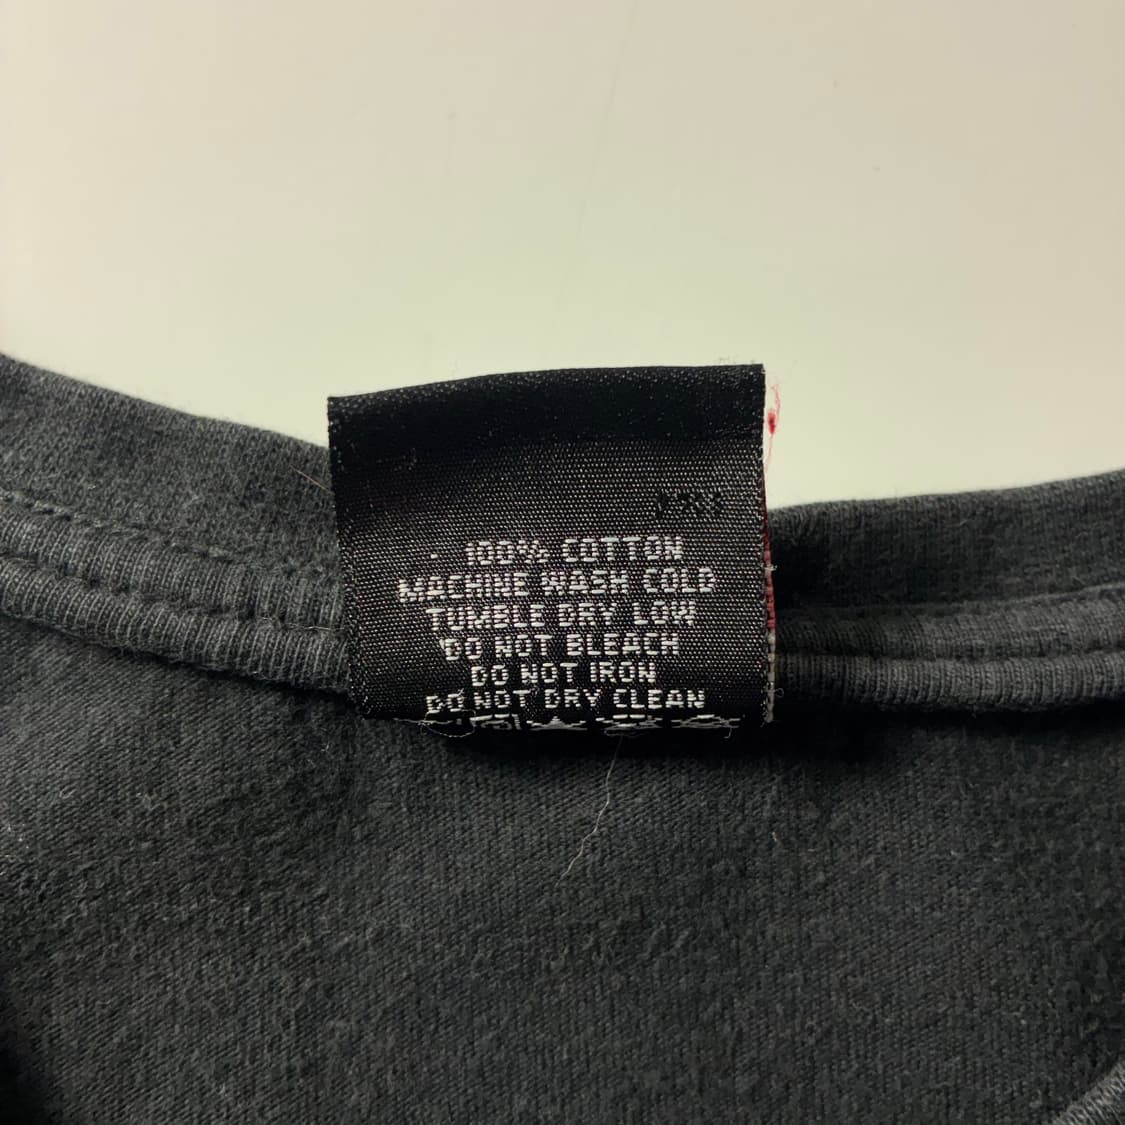 100% COTTON
MACHINE WASH COLD
TUMBLE DRY LOW
DO NOT BLEACH
DO NOT IRON
DO NOT DRY CLEAN